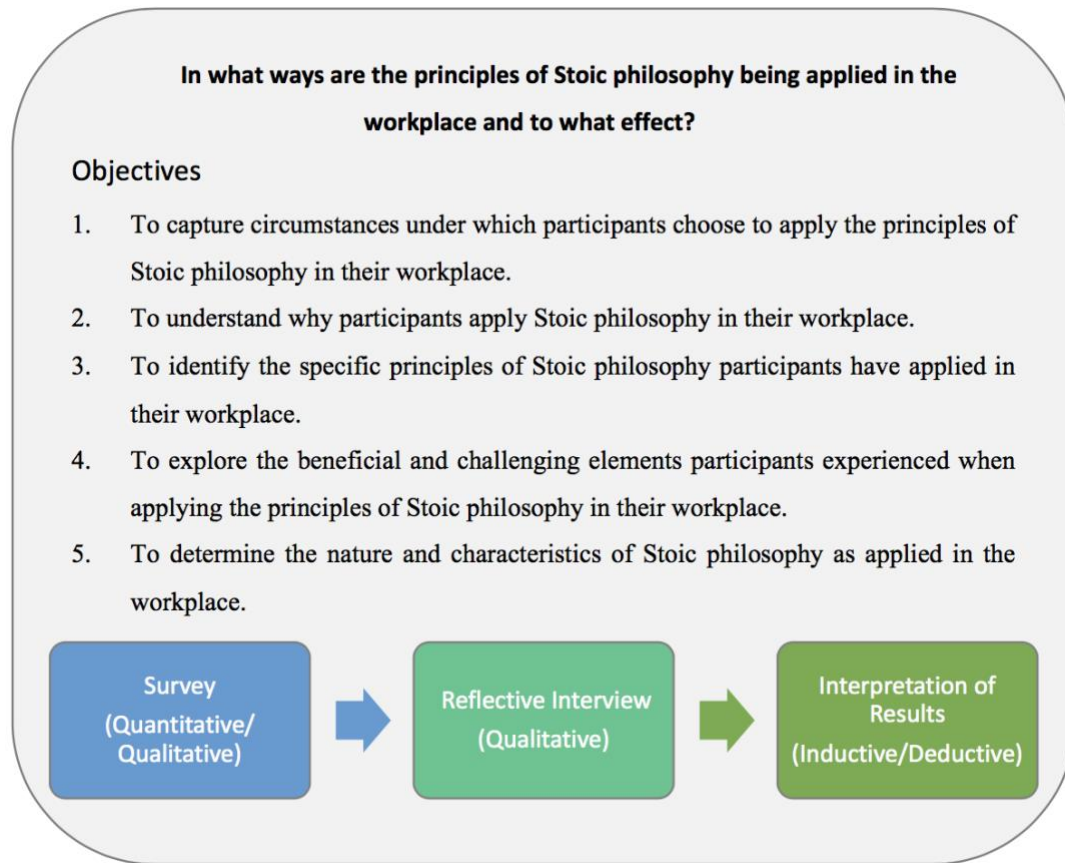 In what ways are the principles of Stoic philosophy being applied in the
workplace and to what effect?
Objectives
1. To capture circumstances under which participants choose to apply the principles of
Stoic philosophy in their workplace.
2. To understand why participants apply Stoic philosophy in their workplace.
3. To identify the specific principles of Stoic philosophy participants have applied in
their workplace.
4. To explore the beneficial and challenging elements participants experienced when
applying the principles of Stoic philosophy in their workplace.
5. To determine the nature and characteristics of Stoic philosophy as applied in the
workplace.
Survey
(Quantitative/
Qualitative)
Reflective Interview
(Qualitative)
Interpretation of
Results
(Inductive/Deductive)